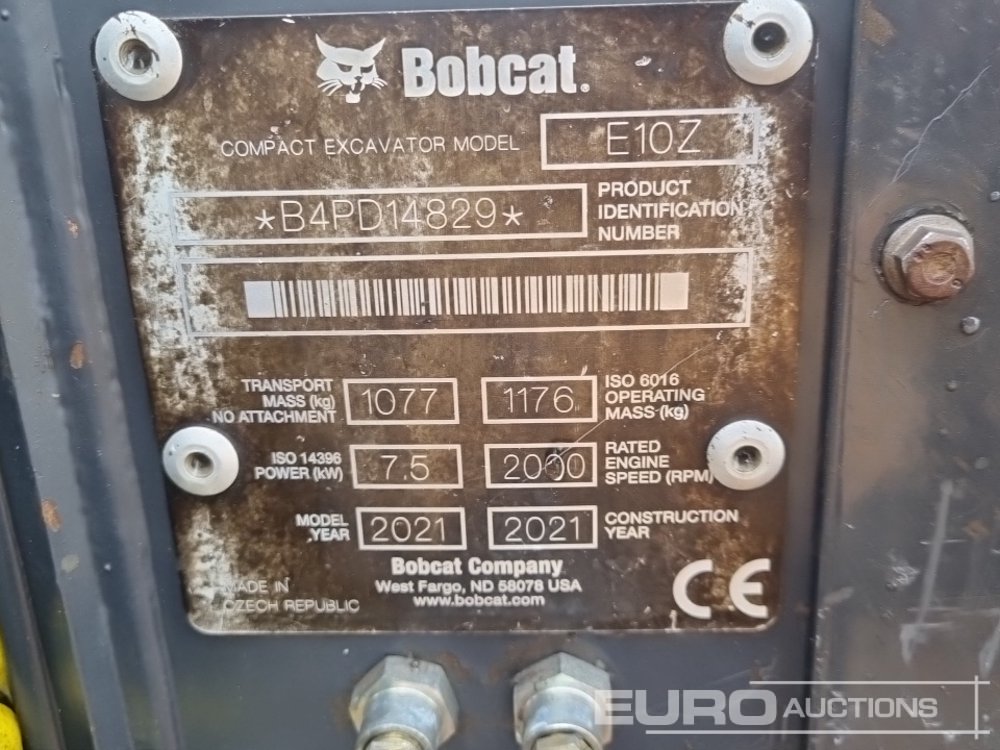 Bobcat.
COMPACT EXCAVATOR MODEL E10Z
*B4PD14829*
PRODUCT
IDENTIFICATION
NUMBER
TRANSPORT
MASS (kg)
NO ATTACHMENT
1077
1176
ISO 6016
OPERATING
MASS (kg)
ISO 14396
POWER (kW)
7.5
2000
RATED
ENGINE
SPEED (RPM)
MODEL
YEAR
2021
2021
CONSTRUCTION
YEAR
Bobcat Company
West Fargo, ND 58078 USA
www.bobcat.com
MADE IN
CZECH REPUBLIC
CE
EURO AUCTIONS